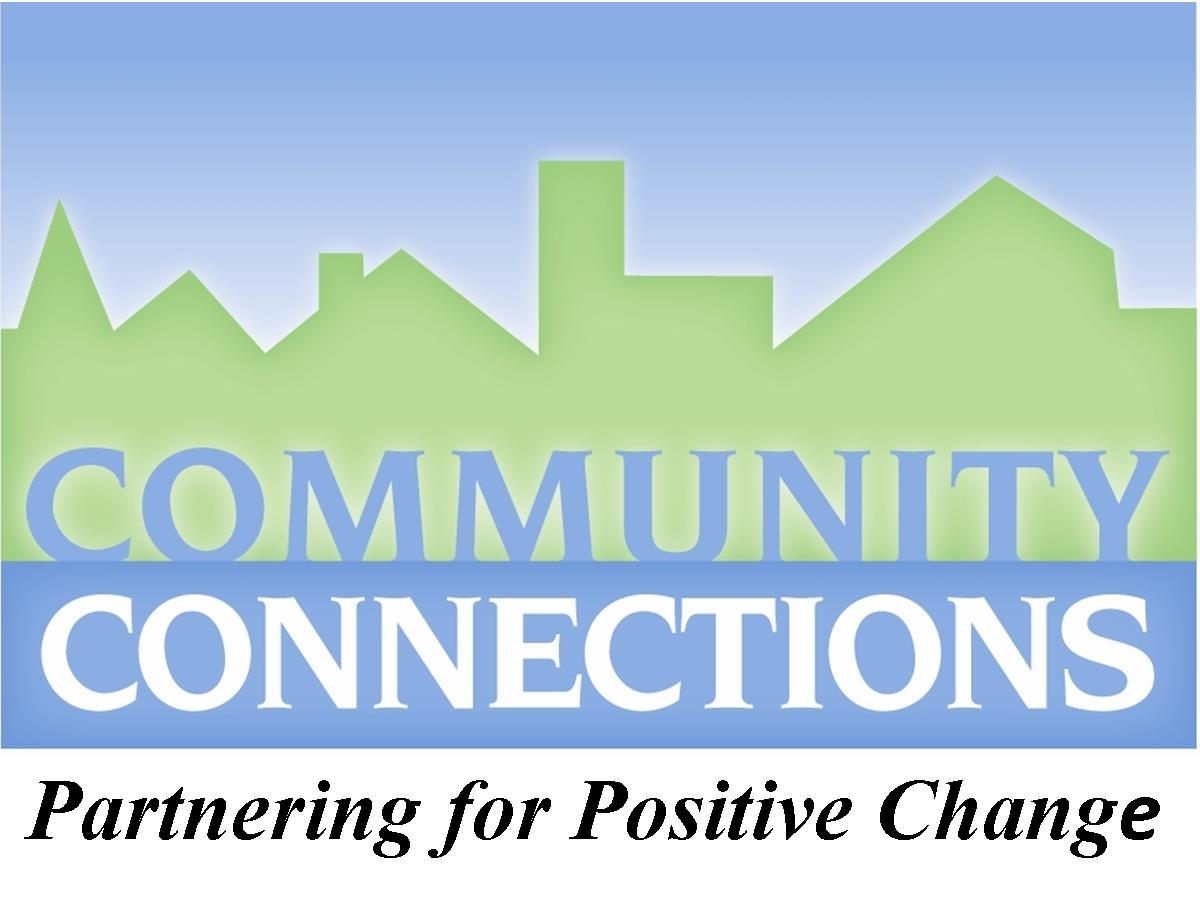 COMMUNITY
CONNECTIONS
Partnering for Positive Change